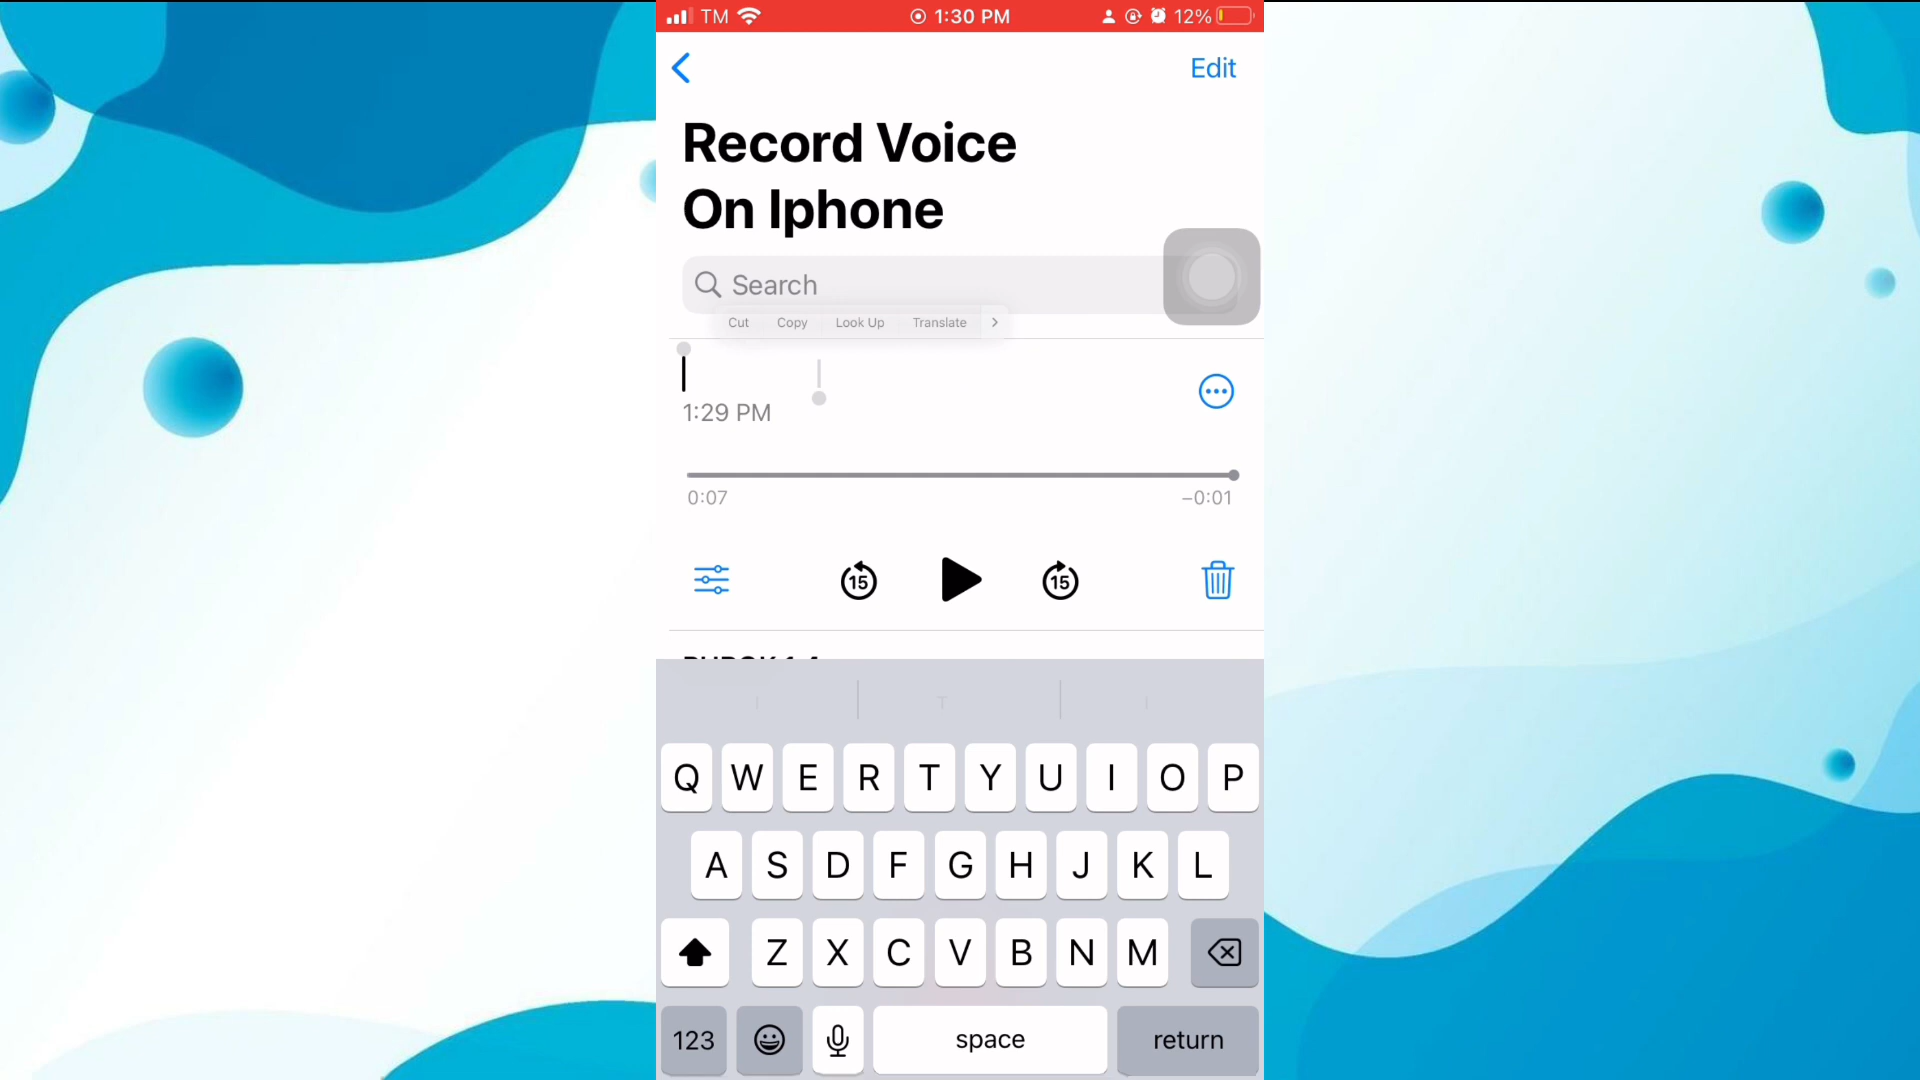 TM 1:30 PM 12%
Edit
Record Voice
On Iphone
Search
Cut Copy Look Up Translate
1:29 PM
0:07 −0:01
15 15
Q W E R T Y U I O P
A S D F G H J K L
Z X C V B N M
123 space return